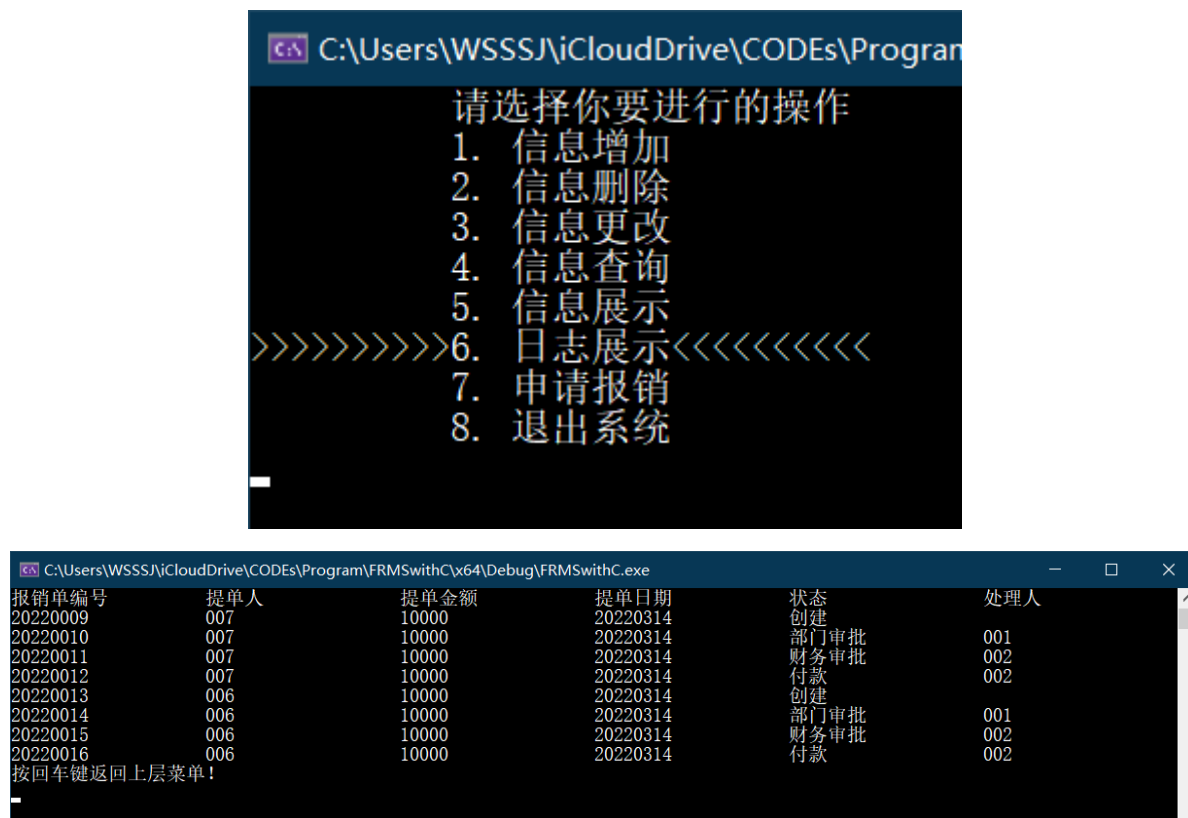 C:\Users\WSSSJ\iCloudDrive\CODEs\Program
请选择你要进行的操作
1. 信息增加
2. 信息删除
3. 信息更改
4. 信息查询
5. 信息展示
>>>>>>>>>>6. 日志展示<<<<<<<<<<
7. 申请报销
8. 退出系统
C:\Users\WSSSJ\iCloudDrive\CODEs\Program\FRMSwithC\x64\Debug\FRMSwithC.exe
报销单编号 提单人 提单金额 提单日期 状态 处理人
20220009 007 10000 20220314 创建
20220010 007 10000 20220314 部门审批 001
20220011 007 10000 20220314 财务审批 002
20220012 007 10000 20220314 付款 002
20220013 006 10000 20220314 创建
20220014 006 10000 20220314 部门审批 001
20220015 006 10000 20220314 财务审批 002
20220016 006 10000 20220314 付款 002
按回车键返回上层菜单!